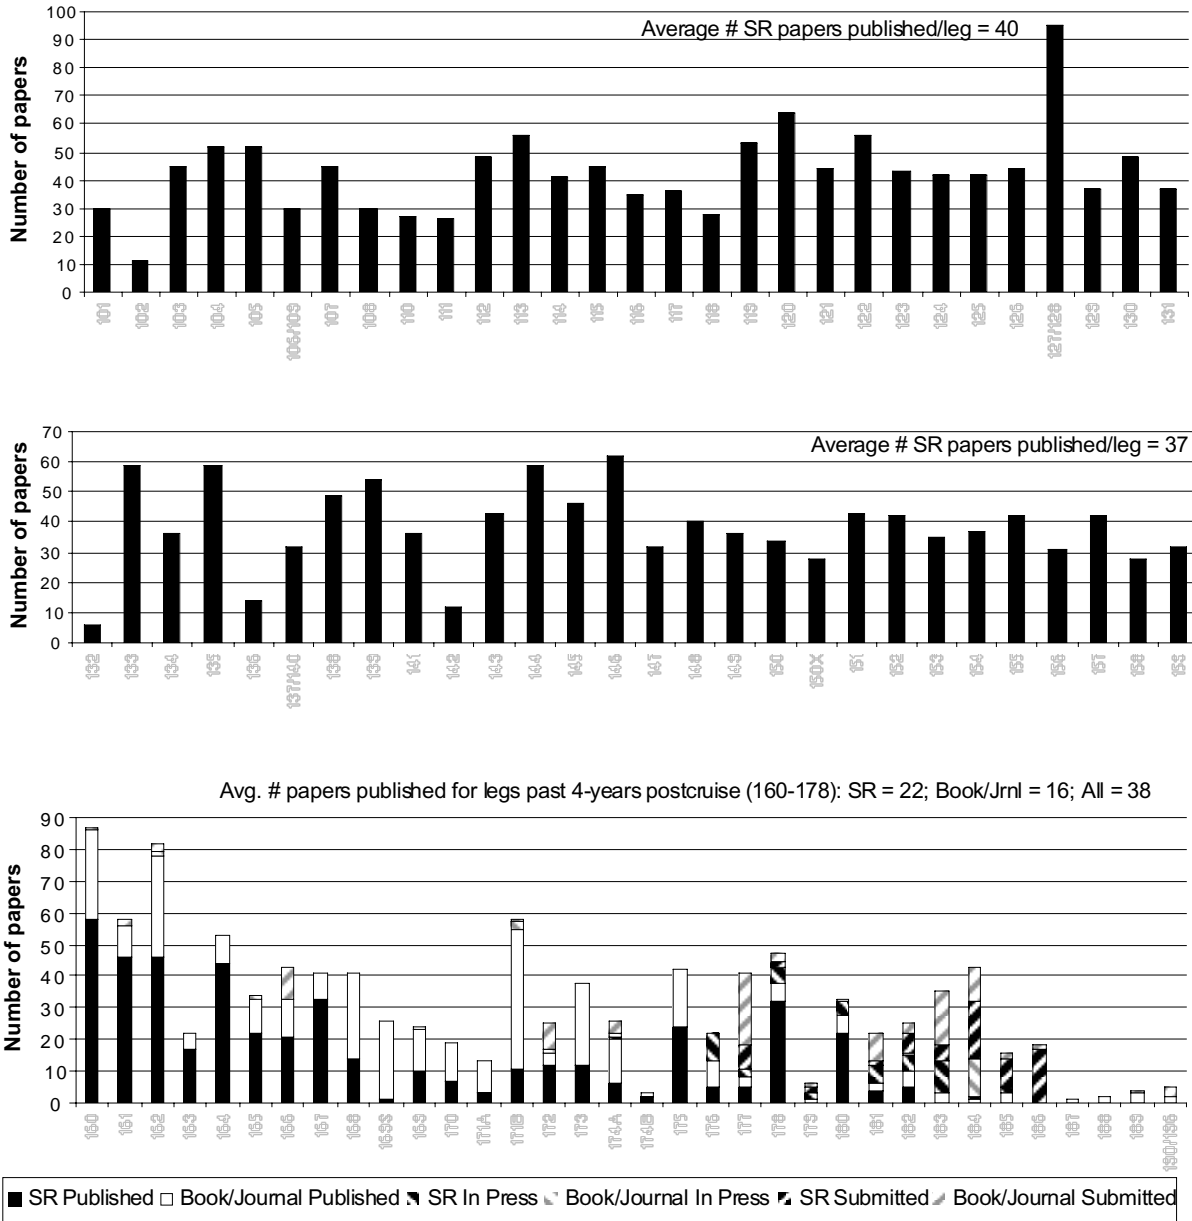 Average # SR papers published/leg = 40
Number of papers
100
90
80
70
60
50
40
30
20
10
0
101 102 103 104 105 106/109 107 108 110 111 112 113 114 115 116 117 118 119 120 121 122 123 124 125 126 127/128 129 130 131
Average # SR papers published/leg = 37
Number of papers
70
60
50
40
30
20
10
0
132 133 134 135 136 137/140 138 139 141 142 143 144 145 146 147 148 149 150 150X 151 152 153 154 155 156 157 158 159
Avg. # papers published for legs past 4-years postcruise (160-178): SR = 22; Book/Jrnl = 16; All = 38
Number of papers
90
80
70
60
50
40
30
20
10
0
160 161 162 163 164 165 166 167 168 169S 169 170 171A 171B 172 173 174A 174B 175 176 177 178 179 180 181 182 183 184 185 186 187 188 189 190/196
SR Published Book/Journal Published SR In Press Book/Journal In Press SR Submitted Book/Journal Submitted